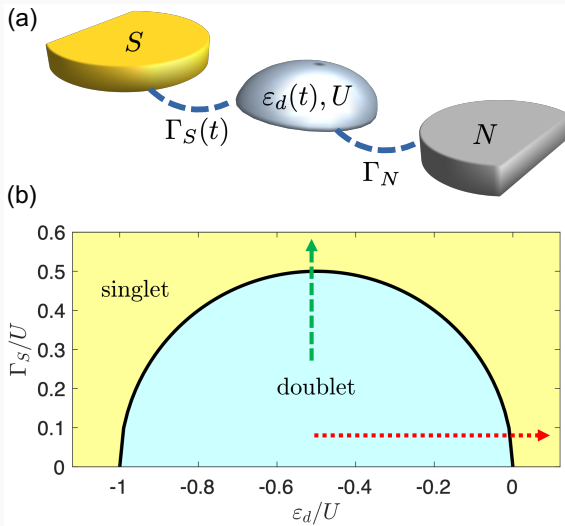 (a)
S
ε_d(t), U
N
Γ_S(t)
Γ_N
(b)
0.6
0.5
0.4
0.3
0.2
0.1
0
Γ_S/U
singlet
doublet
-1 -0.8 -0.6 -0.4 -0.2 0
ε_d/U